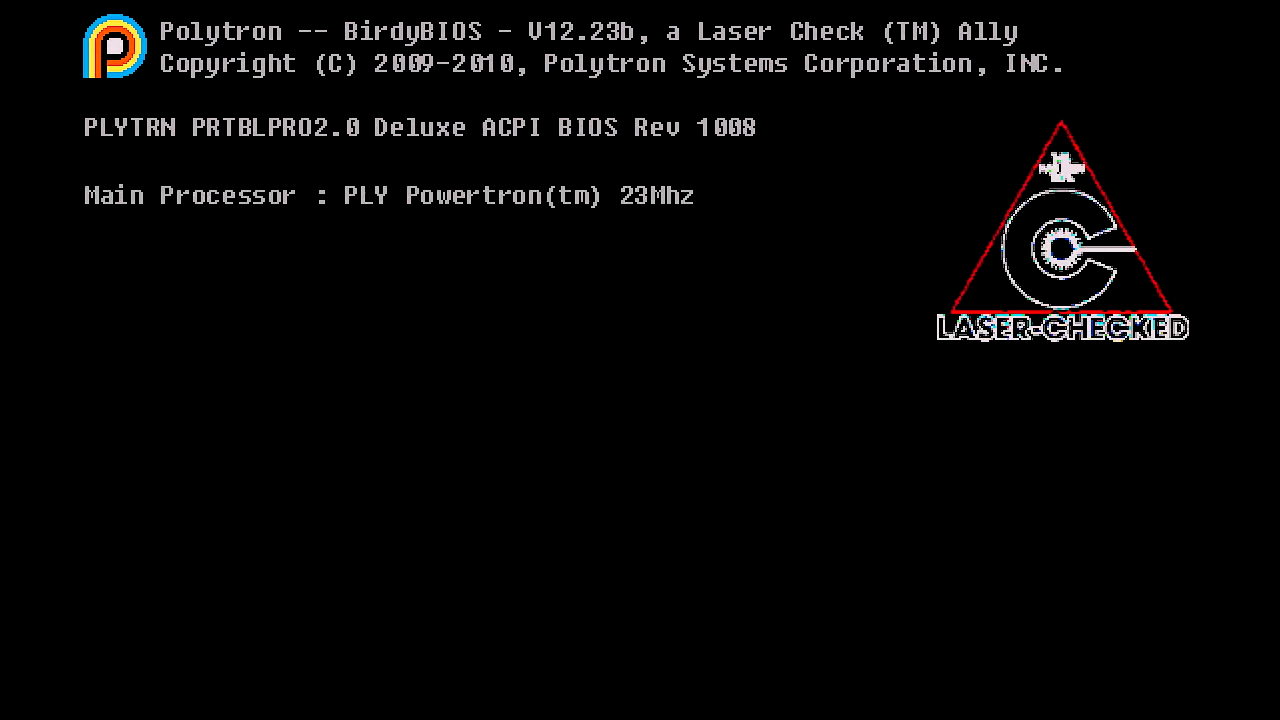 Polytron -- BirdyBIOS - V12.23b, a Laser Check (TM) Ally
Copyright (C) 2009-2010, Polytron Systems Corporation, INC.
PLYTRN PRTBLPRO2.0 Deluxe ACPI BIOS Rev 1008
Main Processor : PLY Powertron(tm) 23Mhz
LASER-CHECKED